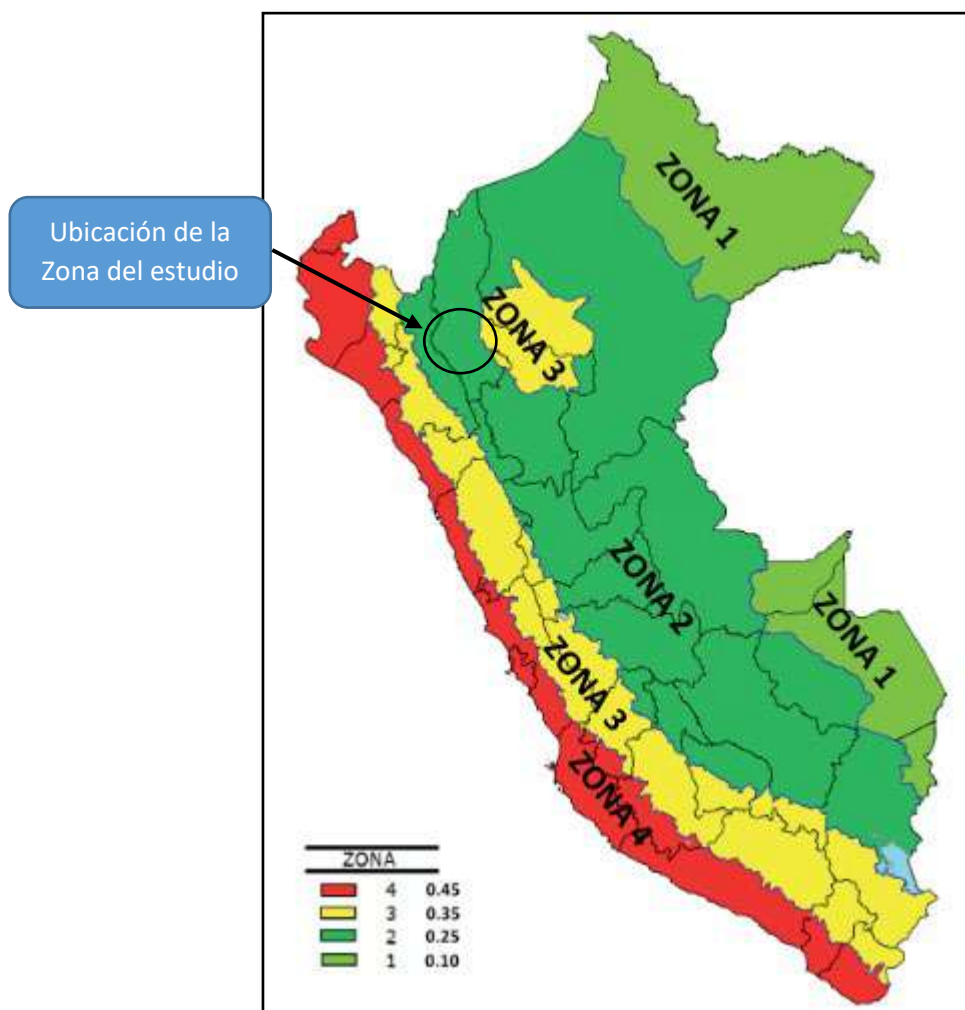 Ubicación de la
Zona del estudio
ZONA 1
ZONA 3
ZONA 2
ZONA 1
ZONA 3
ZONA 4
ZONA
4 0.45
3 0.35
2 0.25
1 0.10